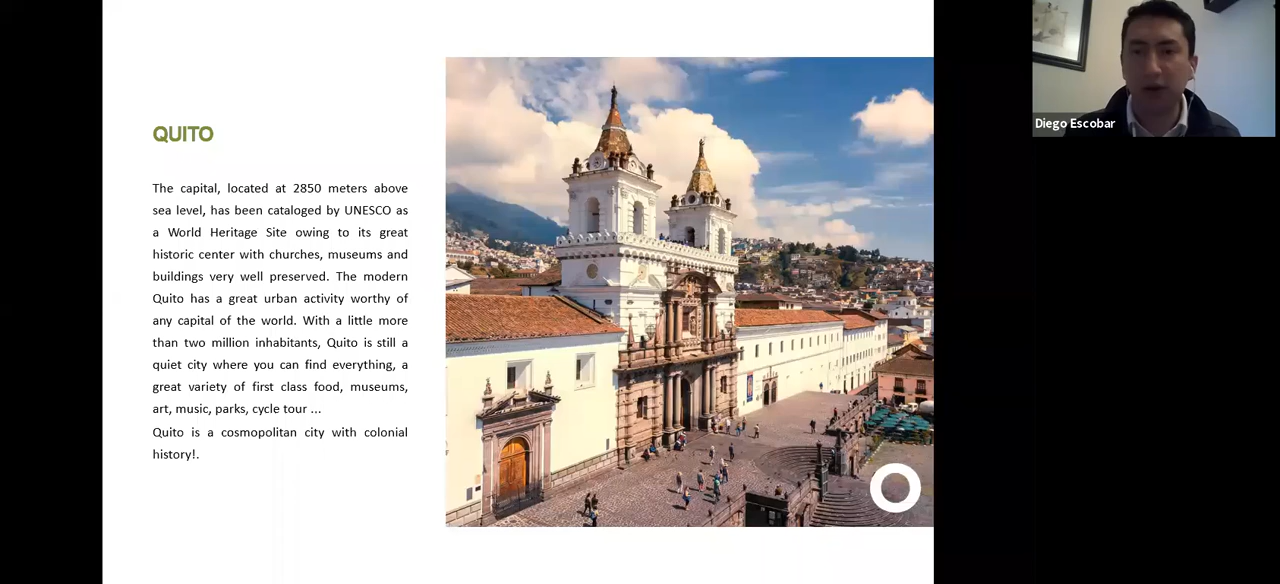 QUITO
The capital, located at 2850 meters above
sea level, has been cataloged by UNESCO as
a World Heritage Site owing to its great
historic center with churches, museums and
buildings very well preserved. The modern
Quito has a great urban activity worthy of
any capital of the world. With a little more
than two million inhabitants, Quito is still a
quiet city where you can find everything, a
great variety of first class food, museums,
art, music, parks, cycle tour ...
Quito is a cosmopolitan city with colonial
history!.
Diego Escobar